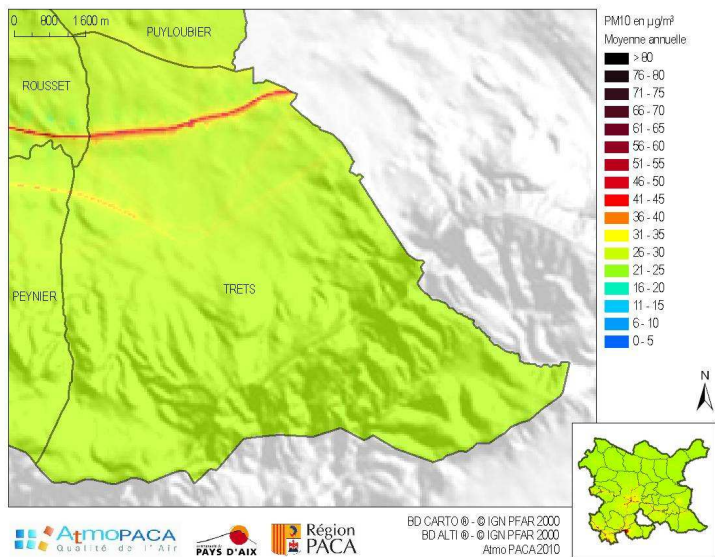 0 800 1 600 m
PUYLOUBIER
ROUSSET
PEYNIER
TRETS
PM10 en µg/m³
Moyenne annuelle
> 80
76 - 80
71 - 75
66 - 70
61 - 65
56 - 60
51 - 55
46 - 50
41 - 45
36 - 40
31 - 35
26 - 30
21 - 25
16 - 20
11 - 15
6 - 10
0 - 5
N
AtmoPACA
Qualité de l'Air
PAYS D'AIX
Région
PACA
BD CARTO ® - © IGN PFAR 2000
BD ALTI ® - © IGN PFAR 2000
Atmo PACA 2010